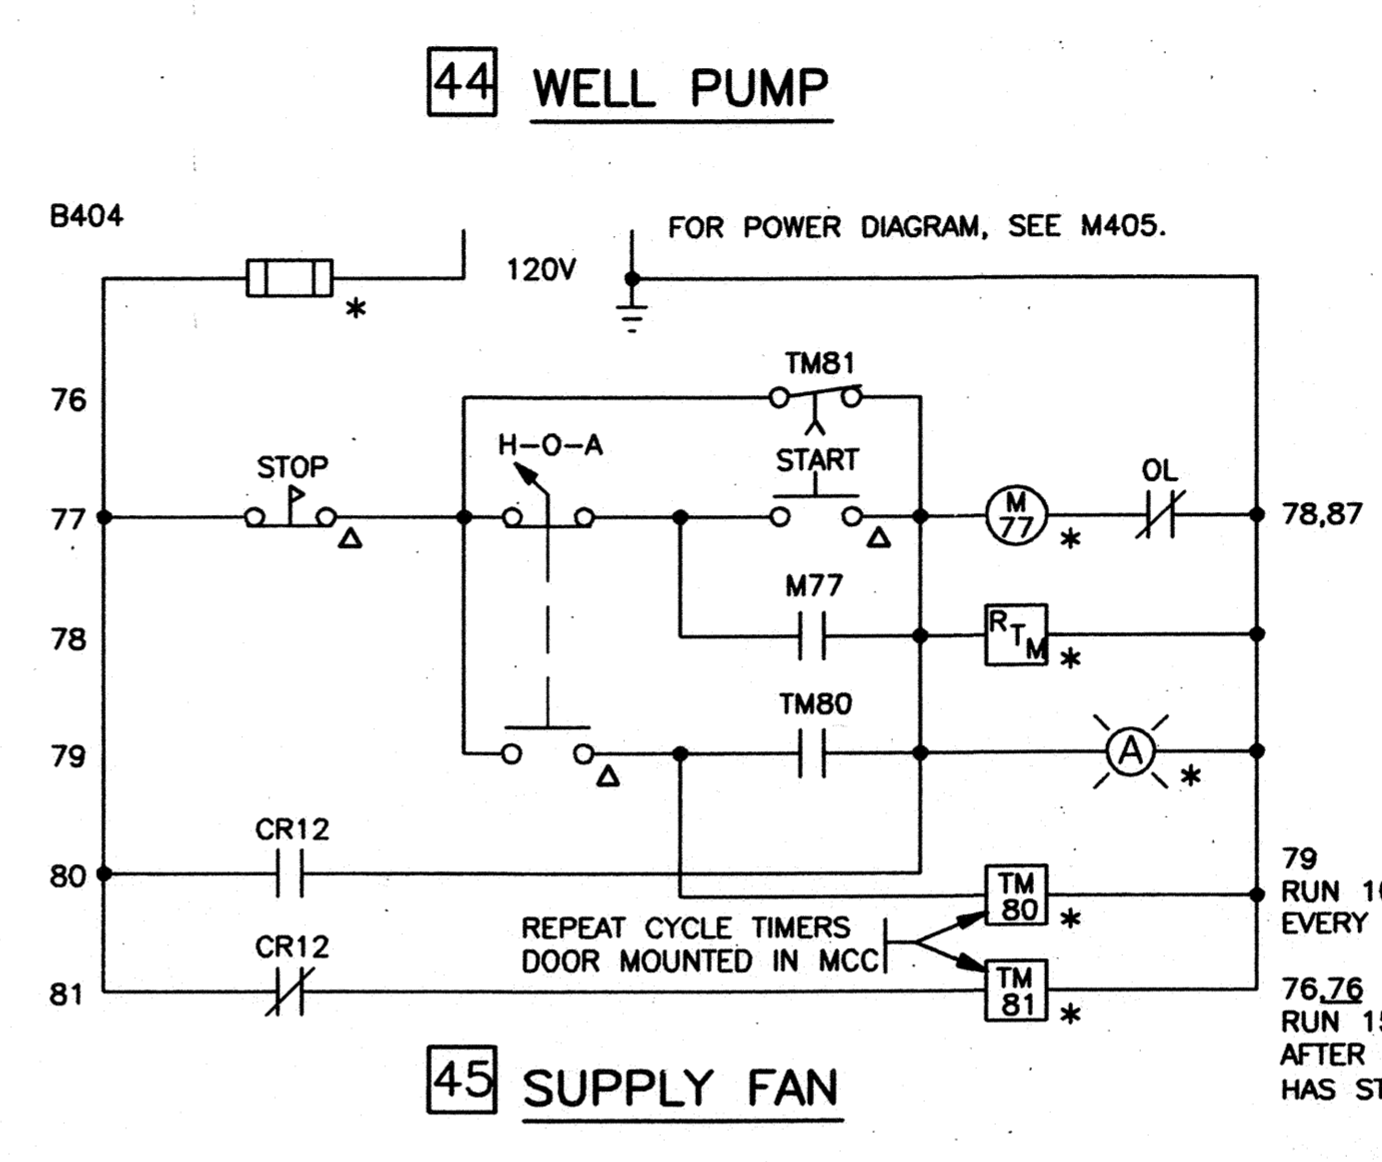 44 WELL PUMP
B404
FOR POWER DIAGRAM, SEE M405.
120V
*
TM81
76
H-O-A
STOP
START
OL
77
M
77
*
78,87
M77
78
RTM
*
TM80
79
A
*
CR12
80
TM
80
*
79
RUN
EVERY
REPEAT CYCLE TIMERS
DOOR MOUNTED IN MCC
CR12
81
TM
81
*
76,76
RUN
AFTER
HAS
45 SUPPLY FAN